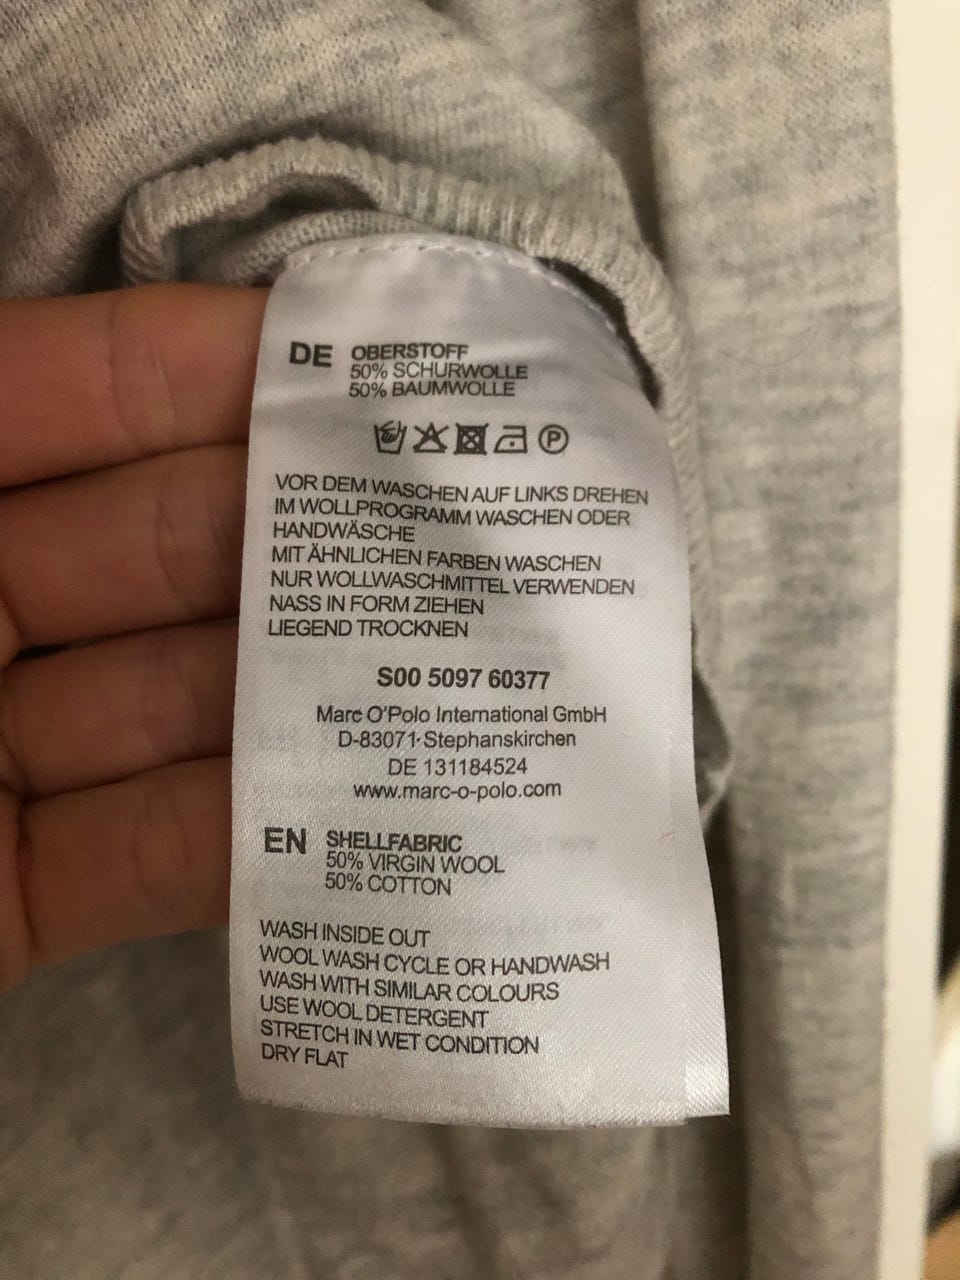 DE OBERSTOFF
50% SCHURWOLLE
50% BAUMWOLLE
P
VOR DEM WASCHEN AUF LINKS DREHEN
IM WOLLPROGRAMM WASCHEN ODER
HANDWÄSCHE
MIT ÄHNLICHEN FARBEN WASCHEN
NUR WOLLWASCHMITTEL VERWENDEN
NASS IN FORM ZIEHEN
LIEGEND TROCKNEN
S00 5097 60377
Marc O'Polo International GmbH
D-83071 Stephanskirchen
DE 131184524
www.marc-o-polo.com
EN SHELLFABRIC
50% VIRGIN WOOL
50% COTTON
WASH INSIDE OUT
WOOL WASH CYCLE OR HANDWASH
WASH WITH SIMILAR COLOURS
USE WOOL DETERGENT
STRETCH IN WET CONDITION
DRY FLAT